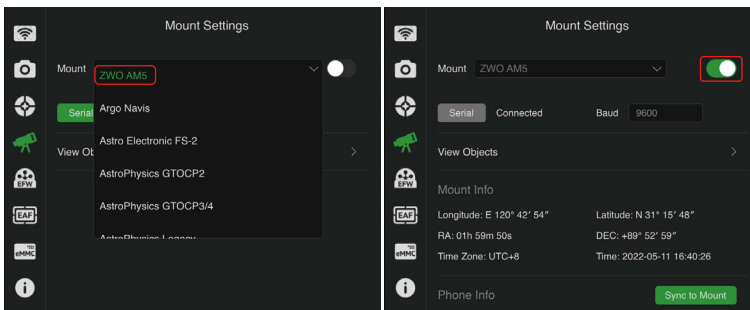 Mount Settings
Mount
ZWO AM5
Serial
Argo Navis
Astro Electronic FS-2
View Ob
AstroPhysics GTOCP2
EFW
AstroPhysics GTOCP3/4
EAF
AstroPhysics Legacy
eMMC
Mount Settings
Mount ZWO AM5
Serial Connected Baud 9600
View Objects
EFW
Mount Info
EAF
Longitude: E 120° 42′ 54″ Latitude: N 31° 15′ 48″
RA: 01h 59m 50s DEC: +89° 52′ 59″
eMMC
Time Zone: UTC+8 Time: 2022-05-11 16:40:26
Phone Info Sync to Mount